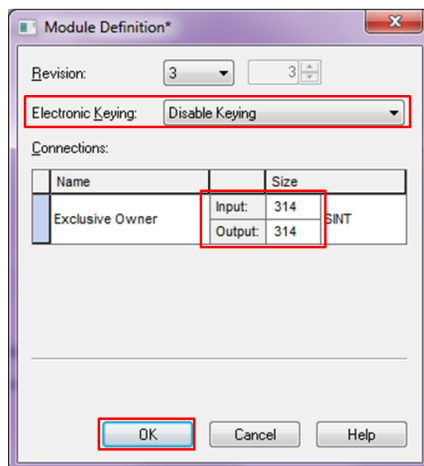 Module Definition*
Revision: 3 3
Electronic Keying: Disable Keying
Connections:
Name Size
Exclusive Owner Input: 314 SINT
Output: 314
OK Cancel Help